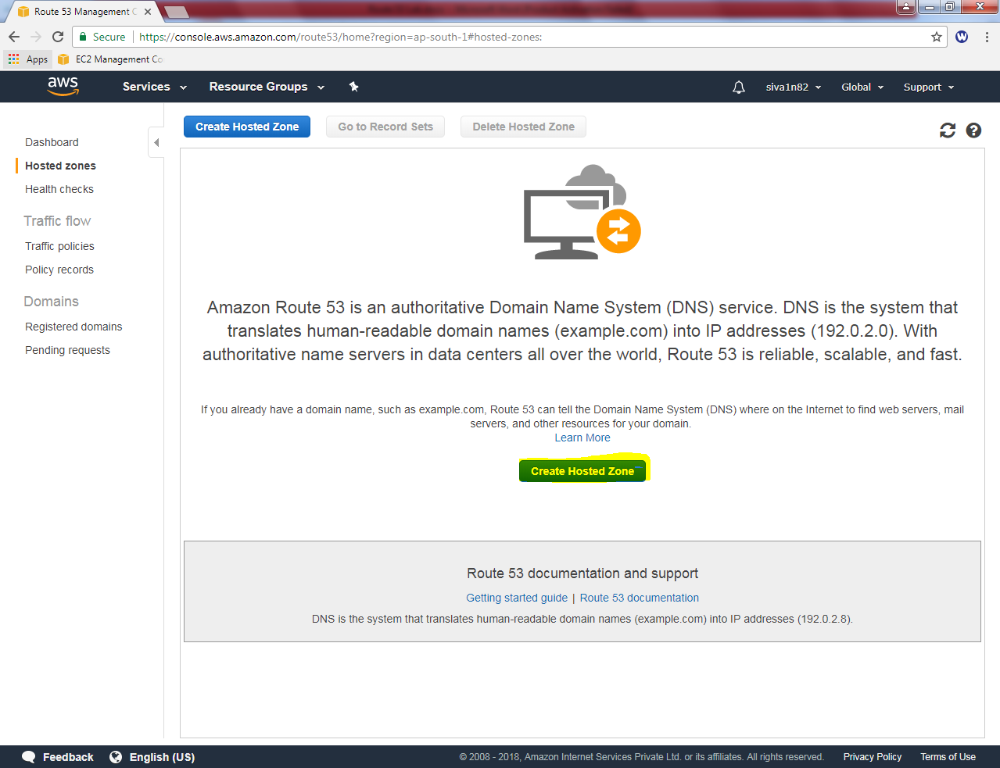 Route 53 Management C
Secure
https://console.aws.amazon.com/route53/home?region=ap-south-1#hosted-zones:
W
Apps
EC2 Management Co
aws
Services
Resource Groups
siva1n82
Global
Support
Create Hosted Zone
Go to Record Sets
Delete Hosted Zone
Dashboard
Hosted zones
Health checks
Traffic flow
Traffic policies
Policy records
Domains
Registered domains
Pending requests
Amazon Route 53 is an authoritative Domain Name System (DNS) service. DNS is the system that
translates human-readable domain names (example.com) into IP addresses (192.0.2.0). With
authoritative name servers in data centers all over the world, Route 53 is reliable, scalable, and fast.
If you already have a domain name, such as example.com, Route 53 can tell the Domain Name System (DNS) where on the Internet to find web servers, mail
servers, and other resources for your domain.
Learn More
Create Hosted Zone
Route 53 documentation and support
Getting started guide | Route 53 documentation
DNS is the system that translates human-readable domain names (example.com) into IP addresses (192.0.2.8).
Feedback
English (US)
© 2008 - 2018, Amazon Internet Services Private Ltd. or its affiliates. All rights reserved.
Privacy Policy
Terms of Use